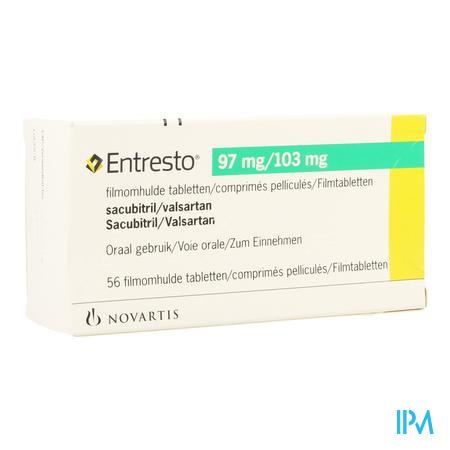 Entresto® 97 mg/103 mg
filmomhulde tabletten/comprimés pelliculés/Filmtabletten
sacubitril/valsartan
Sacubitril/Valsartan
Oraal gebruik/Voie orale/Zum Einnehmen
56 filmomhulde tabletten/comprimés pelliculés/Filmtabletten
NOVARTIS
IPM